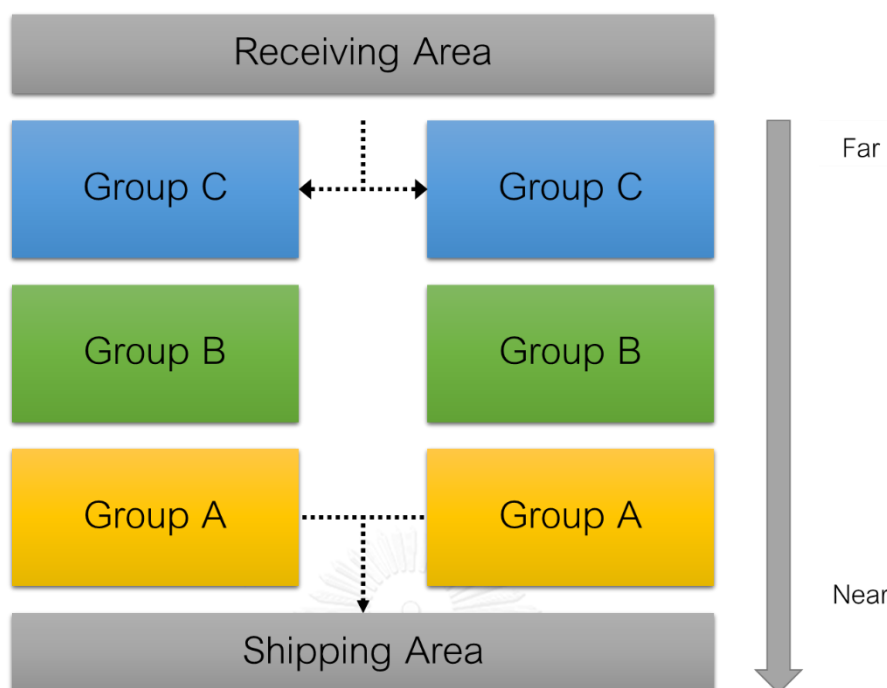 Receiving Area
Far
Group C
Group C
Group B
Group B
Group A
Group A
Near
Shipping Area